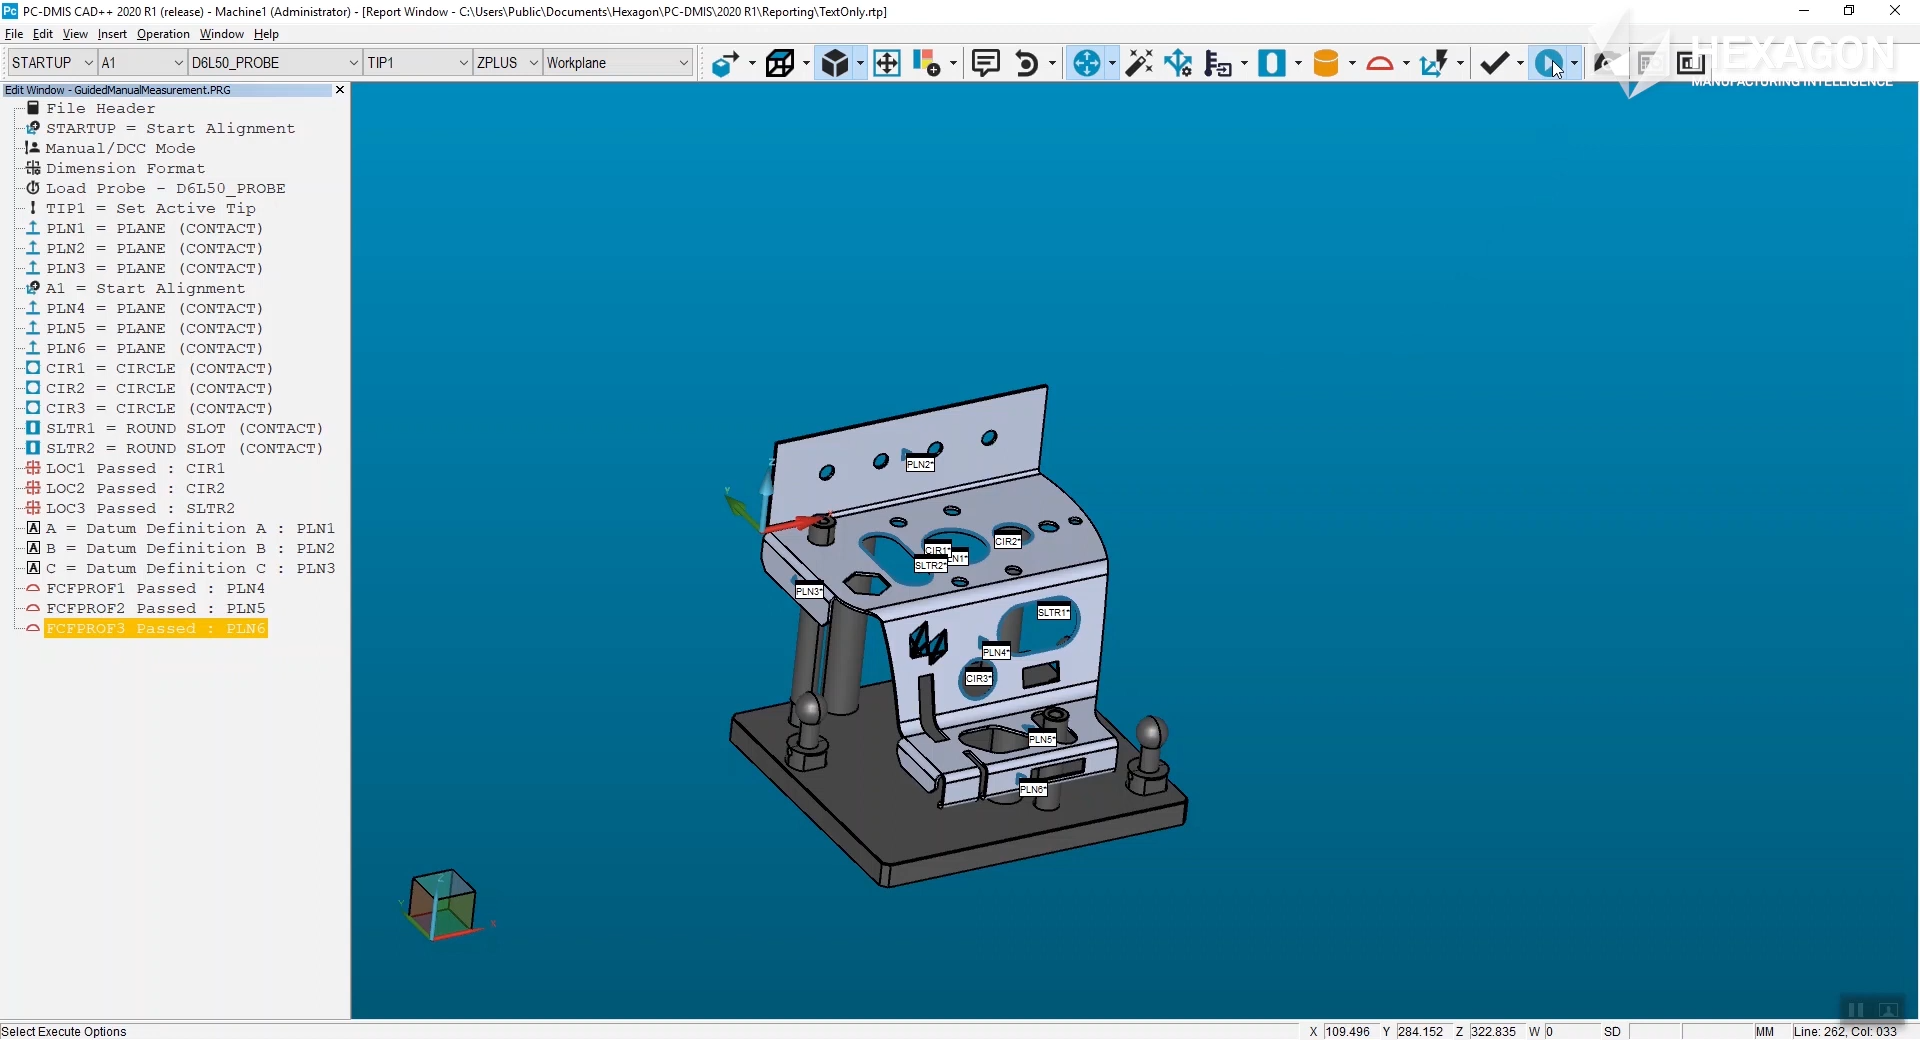 PC-DMIS CAD++ 2020 R1 (release) - Machine1 (Administrator) - [Report Window - C:\Users\Public\Documents\Hexagon\PC-DMIS\2020 R1\Reporting\TextOnly.rtp]
File Edit View Insert Operation Window Help
STARTUP A1 D6L50_PROBE TIP1 ZPLUS Workplane
HEXAGON
MANUFACTURING INTELLIGENCE
Edit Window - GuidedManualMeasurement.PRG
File Header
STARTUP = Start Alignment
Manual/DCC Mode
Dimension Format
Load Probe - D6L50_PROBE
TIP1 = Set Active Tip
PLN1 = PLANE (CONTACT)
PLN2 = PLANE (CONTACT)
PLN3 = PLANE (CONTACT)
A1 = Start Alignment
PLN4 = PLANE (CONTACT)
PLN5 = PLANE (CONTACT)
PLN6 = PLANE (CONTACT)
CIR1 = CIRCLE (CONTACT)
CIR2 = CIRCLE (CONTACT)
CIR3 = CIRCLE (CONTACT)
SLTR1 = ROUND SLOT (CONTACT)
SLTR2 = ROUND SLOT (CONTACT)
LOC1 Passed : CIR1
LOC2 Passed : CIR2
LOC3 Passed : SLTR2
A A = Datum Definition A : PLN1
A B = Datum Definition B : PLN2
A C = Datum Definition C : PLN3
FCFPROF1 Passed : PLN4
FCFPROF2 Passed : PLN5
FCFPROF3 Passed : PLN6
PLN2*
Z
Y
CIR2*
CIR1*
LN1*
SLTR2*
PLN3*
SLTR1*
PLN4*
CIR3*
PLN5*
PLN6*
Z
Y
X
Select Execute Options
X 109.496 Y 284.152 Z 322.835 W 0 SD MM Line: 262, Col: 033